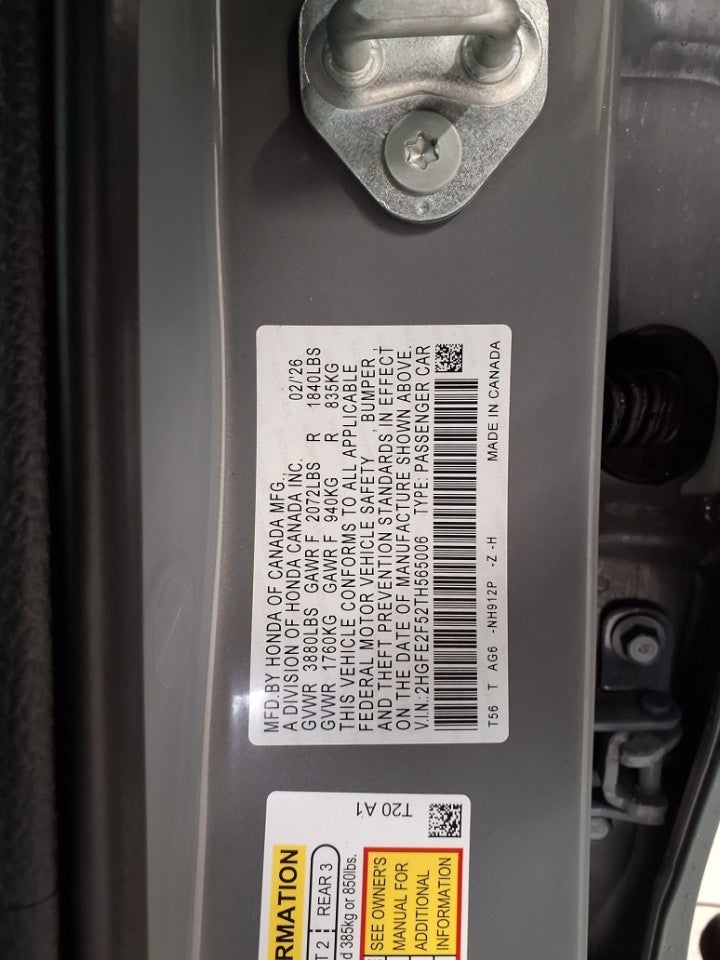 MFD.BY HONDA OF CANADA MFG.,
A DIVISION OF HONDA CANADA INC. 02/'26
GVWR 3880LBS GAWR F 2072LBS R 1840LBS
GVWR 1760KG GAWR F 940KG R 835KG
THIS VEHICLE CONFORMS TO ALL APPLICABLE
FEDERAL MOTOR VEHICLE SAFETY , BUMPER ,
AND THEFT PREVENTION STANDARDS IN EFFECT
ON THE DATE OF MANUFACTURE SHOWN ABOVE.
V.I.N.:2HGFE2F52TH565006 TYPE: PASSENGER CAR
T56 T AG6 -NH912P -Z -H MADE IN CANADA
T20 A1
RMATION
T 2 REAR 3
d 385kg or 850lbs.
SEE OWNER'S
MANUAL FOR
ADDITIONAL
INFORMATION